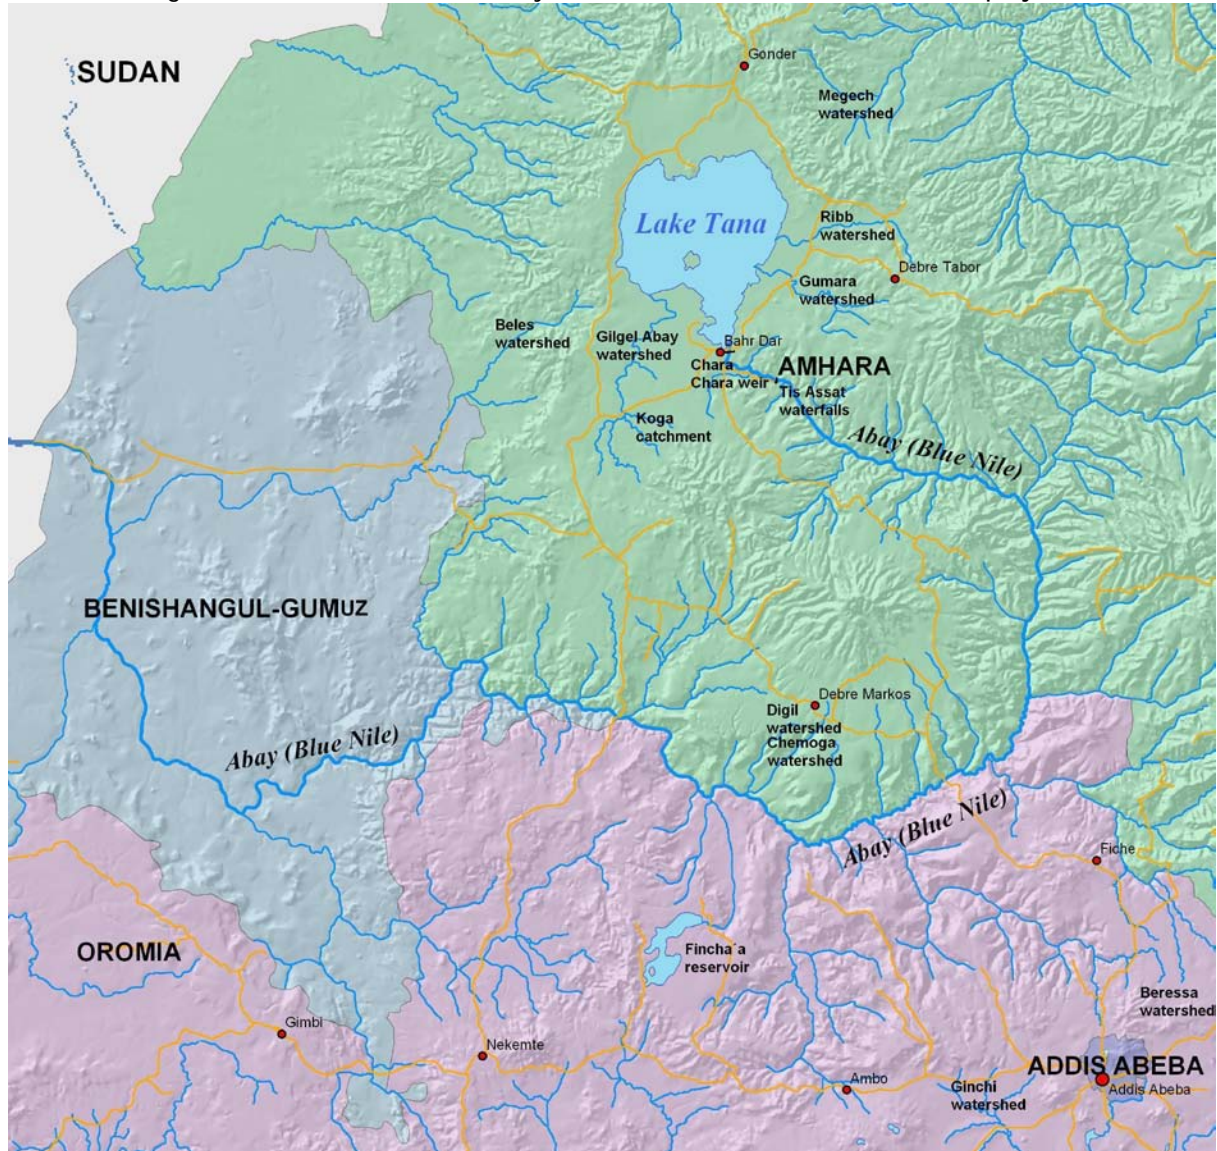 SUDAN
Gonder
Megech
watershed
Lake Tana
Ribb
watershed
Debre Tabor
Gumara
watershed
Beles
watershed
Gilgel Abay
watershed
Bahr Dar
Chara
Chara weir
AMHARA
Tis Assat
waterfalls
Koga
catchment
Abay (Blue Nile)
BENISHANGUL-GUMUZ
Debre Markos
Digil
watershed
Chemoga
watershed
Abay (Blue Nile)
Abay (Blue Nile)
Fiche
OROMIA
Fincha´a
reservoir
Beressa
watershed
Gimbi
Nekemte
ADDIS ABEBA
Addis Abeba
Ambo
Ginchi
watershed